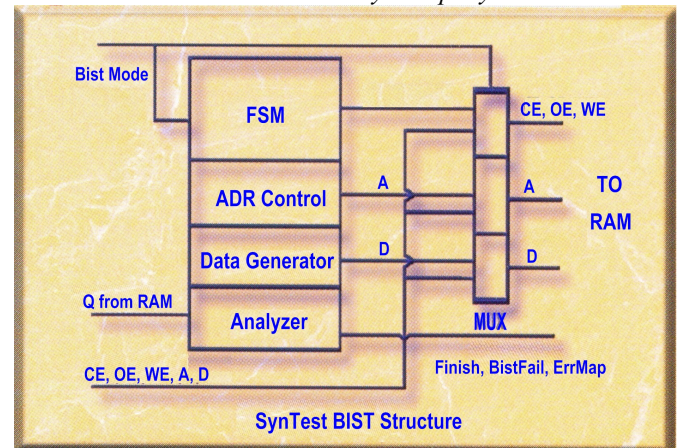 Bist Mode
FSM
CE, OE, WE
ADR Control
A
A
TO
RAM
Data Generator
D
D
Q from RAM
Analyzer
MUX
CE, OE, WE, A, D
Finish, BistFail, ErrMap
SynTest BIST Structure